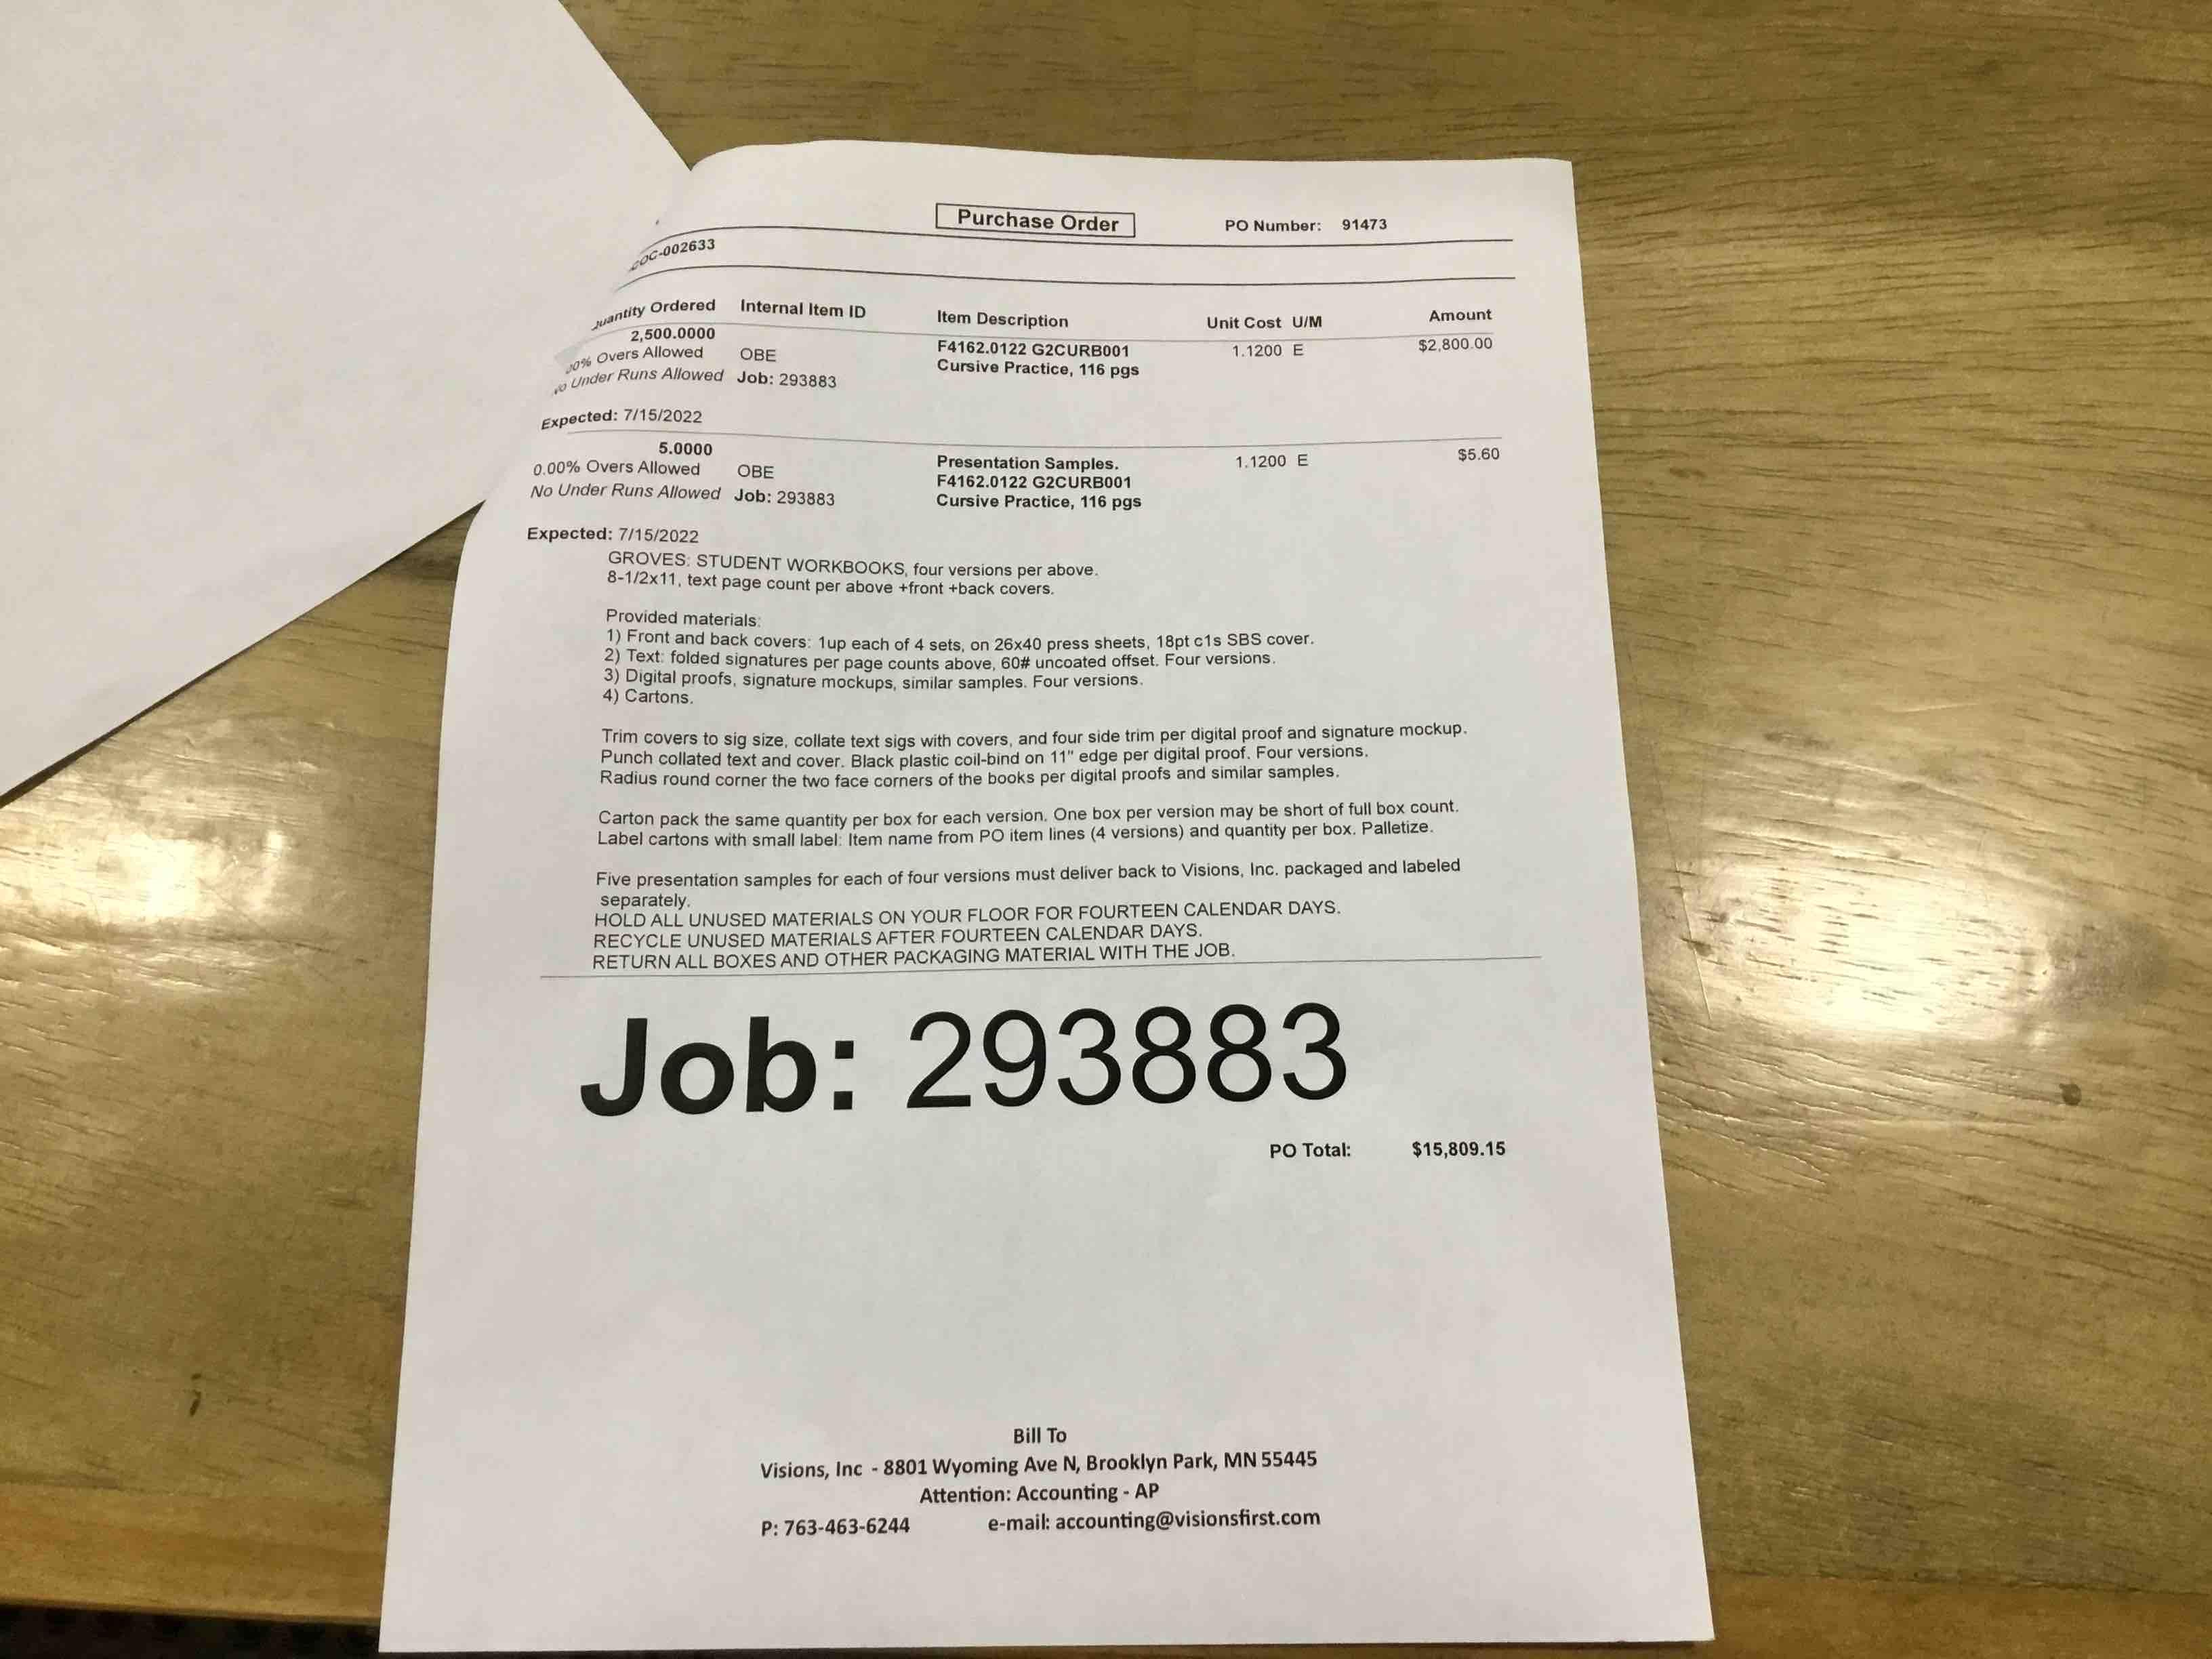 Purchase Order PO Number: 91473
COC-002633
Quantity Ordered Internal Item ID Item Description Unit Cost U/M Amount
2,500.0000 F4162.0122 G2CURB001 1.1200 E $2,800.00
Overs Allowed OBE Cursive Practice, 116 pgs
No Under Runs Allowed Job: 293883
Expected: 7/15/2022
5.0000 Presentation Samples. 1.1200 E $5.60
0.00% Overs Allowed OBE F4162.0122 G2CURB001
No Under Runs Allowed Job: 293883 Cursive Practice, 116 pgs
Expected: 7/15/2022
GROVES: STUDENT WORKBOOKS, four versions per above.
8-1/2x11, text page count per above +front +back covers.
Provided materials:
1) Front and back covers: 1up each of 4 sets, on 26x40 press sheets, 18pt c1s SBS cover.
2) Text: folded signatures per page counts above, 60# uncoated offset. Four versions.
3) Digital proofs, signature mockups, similar samples. Four versions.
4) Cartons.
Trim covers to sig size, collate text sigs with covers, and four side trim per digital proof and signature mockup.
Punch collated text and cover. Black plastic coil-bind on 11" edge per digital proof. Four versions.
Radius round corner the two face corners of the books per digital proofs and similar samples.
Carton pack the same quantity per box for each version. One box per version may be short of full box count.
Label cartons with small label: Item name from PO item lines (4 versions) and quantity per box. Palletize.
Five presentation samples for each of four versions must deliver back to Visions, Inc. packaged and labeled
separately.
HOLD ALL UNUSED MATERIALS ON YOUR FLOOR FOR FOURTEEN CALENDAR DAYS.
RECYCLE UNUSED MATERIALS AFTER FOURTEEN CALENDAR DAYS.
RETURN ALL BOXES AND OTHER PACKAGING MATERIAL WITH THE JOB.
Job: 293883
PO Total: $15,809.15
Bill To
Visions, Inc - 8801 Wyoming Ave N, Brooklyn Park, MN 55445
Attention: Accounting - AP
P: 763-463-6244 e-mail: accounting@visionsfirst.com